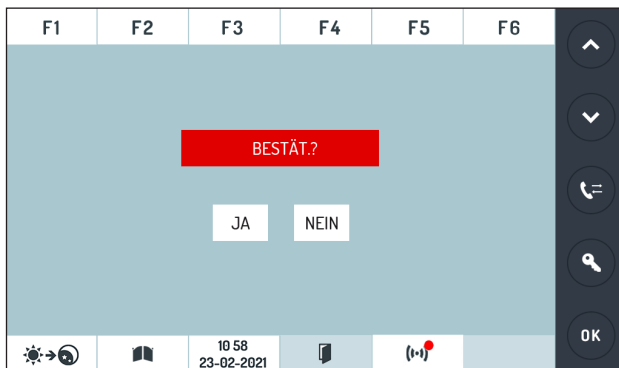 F1 F2 F3 F4 F5 F6
BESTÄT.?
JA NEIN
10 58
23-02-2021
OK